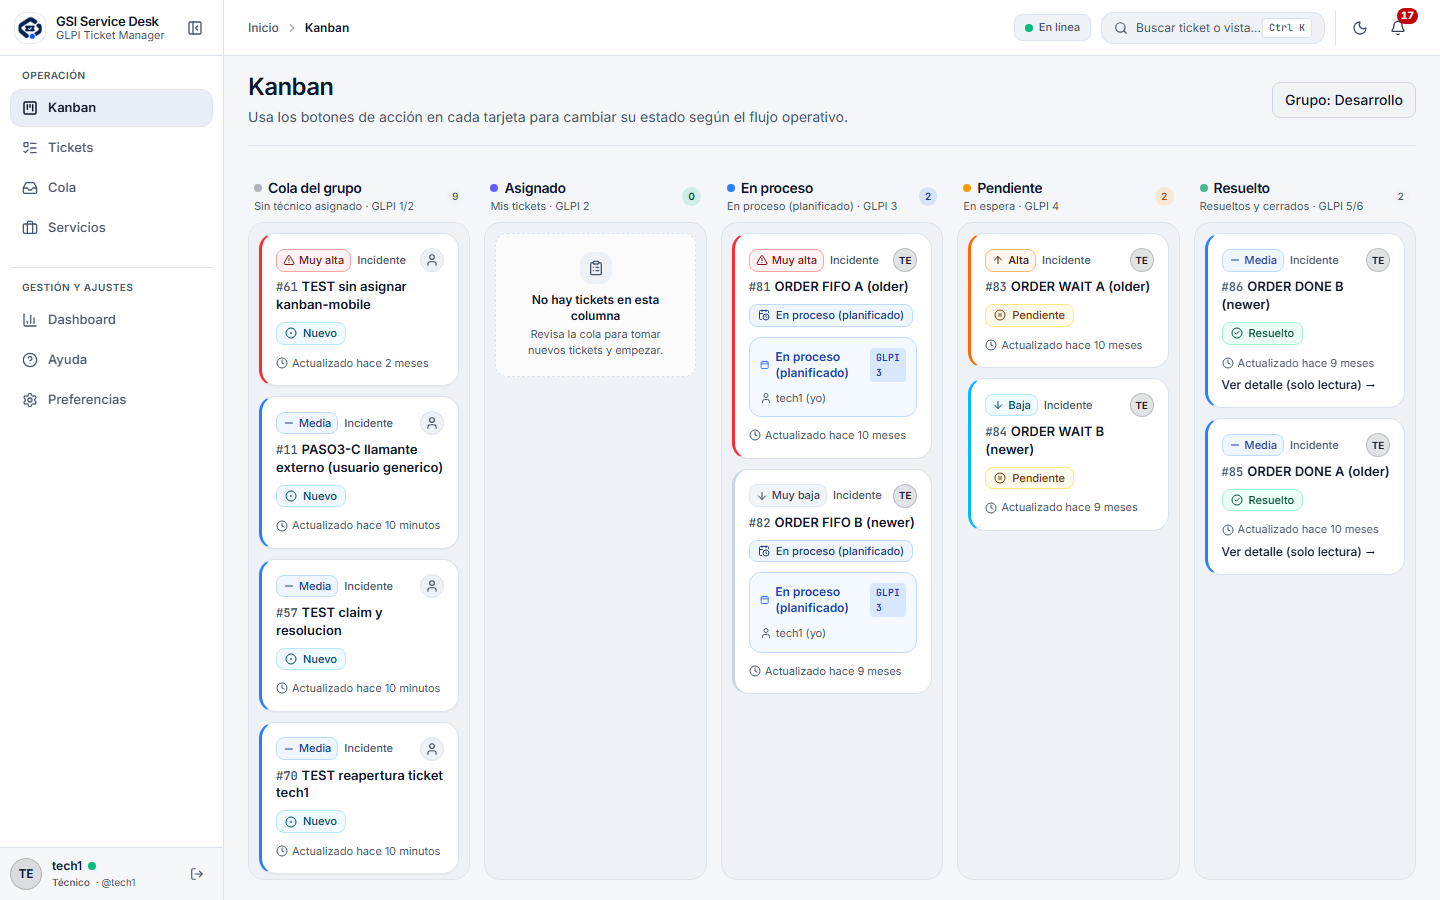 GSI Service Desk
GLPI Ticket Manager
OPERACIÓN
Kanban
Tickets
Cola
Servicios
GESTIÓN Y AJUSTES
Dashboard
Ayuda
Preferencias
TE
tech1
Técnico · @tech1
Inicio
Kanban
En línea
Buscar ticket o vista...
Ctrl K
17
Kanban
Usa los botones de acción en cada tarjeta para cambiar su estado según el flujo operativo.
Grupo: Desarrollo
Cola del grupo
Sin técnico asignado · GLPI 1/2
9
Muy alta
Incidente
#61 TEST sin asignar
kanban-mobile
Nuevo
Actualizado hace 2 meses
Media
Incidente
#11 PASO3-C llamante
externo (usuario generico)
Nuevo
Actualizado hace 10 minutos
Media
Incidente
#57 TEST claim y
resolucion
Nuevo
Actualizado hace 10 minutos
Media
Incidente
#70 TEST reapertura ticket
tech1
Nuevo
Actualizado hace 10 minutos
Asignado
Mis tickets · GLPI 2
0
No hay tickets en esta
columna
Revisa la cola para tomar
nuevos tickets y empezar.
En proceso
En proceso (planificado) · GLPI 3
2
Muy alta
Incidente
TE
#81 ORDER FIFO A (older)
En proceso (planificado)
En proceso
(planificado)
GLPI
3
tech1 (yo)
Actualizado hace 10 meses
Muy baja
Incidente
TE
#82 ORDER FIFO B (newer)
En proceso (planificado)
En proceso
(planificado)
GLPI
3
tech1 (yo)
Actualizado hace 9 meses
Pendiente
En espera · GLPI 4
2
Alta
Incidente
TE
#83 ORDER WAIT A (older)
Pendiente
Actualizado hace 10 meses
Baja
Incidente
TE
#84 ORDER WAIT B
(newer)
Pendiente
Actualizado hace 9 meses
Resuelto
Resueltos y cerrados · GLPI 5/6
2
Media
Incidente
TE
#86 ORDER DONE B
(newer)
Resuelto
Actualizado hace 9 meses
Ver detalle (solo lectura) →
Media
Incidente
TE
#85 ORDER DONE A (older)
Resuelto
Actualizado hace 10 meses
Ver detalle (solo lectura) →